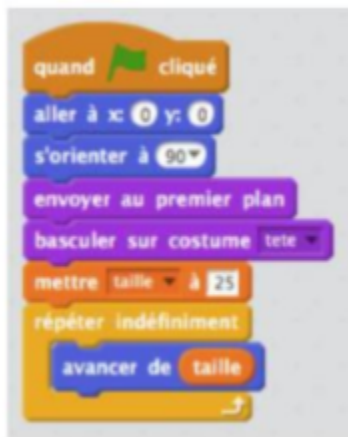 quand cliqué
aller à x: 0 y: 0
s'orienter à 90
envoyer au premier plan
basculer sur costume tete
mettre taille à 25
répéter indéfiniment
avancer de taille